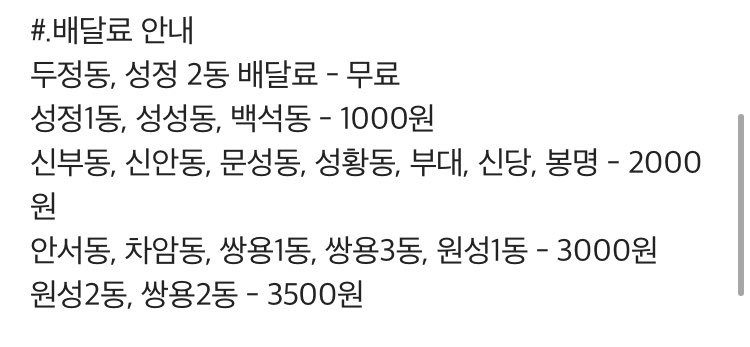 #.배달료 안내
두정동, 성정 2동 배달료 - 무료
성정1동, 성성동, 백석동 - 1000원
신부동, 신안동, 문성동, 성황동, 부대, 신당, 봉명 - 2000
원
안서동, 차암동, 쌍용1동, 쌍용3동, 원성1동 - 3000원
원성2동, 쌍용2동 - 3500원